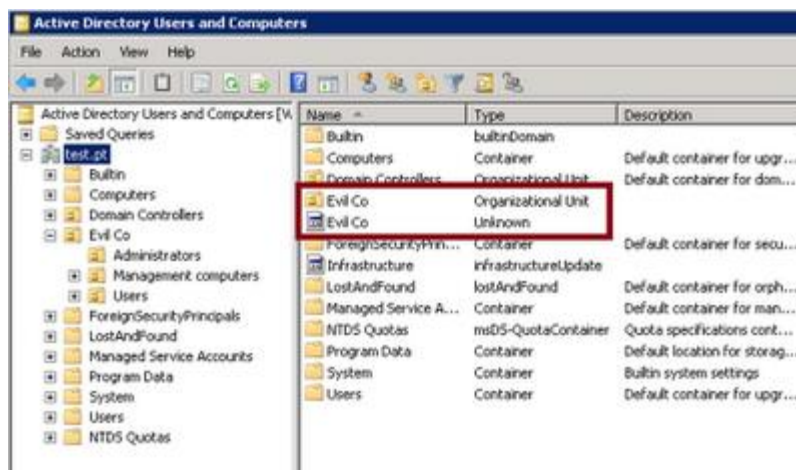 Active Directory Users and Computers
File Action View Help
Active Directory Users and Computers [W
Saved Queries
test.pt
Builtin
Computers
Domain Controllers
Evil Co
Administrators
Management computers
Users
ForeignSecurityPrincipals
LostAndFound
Managed Service Accounts
Program Data
System
Users
NTDS Quotas
Name Type Description
Builtin builtinDomain
Computers Container Default container for upgr...
Domain Controllers Organizational Unit Default container for dom...
Evil Co Organizational Unit
Evil Co Unknown
ForeignSecurityPrin... Container Default container for secu...
Infrastructure infrastructureUpdate
LostAndFound lostAndFound Default container for orph...
Managed Service A... Container Default container for man...
NTDS Quotas msDS-QuotaContainer Quota specifications cont...
Program Data Container Default location for storag...
System Container Builtin system settings
Users Container Default container for upgr...